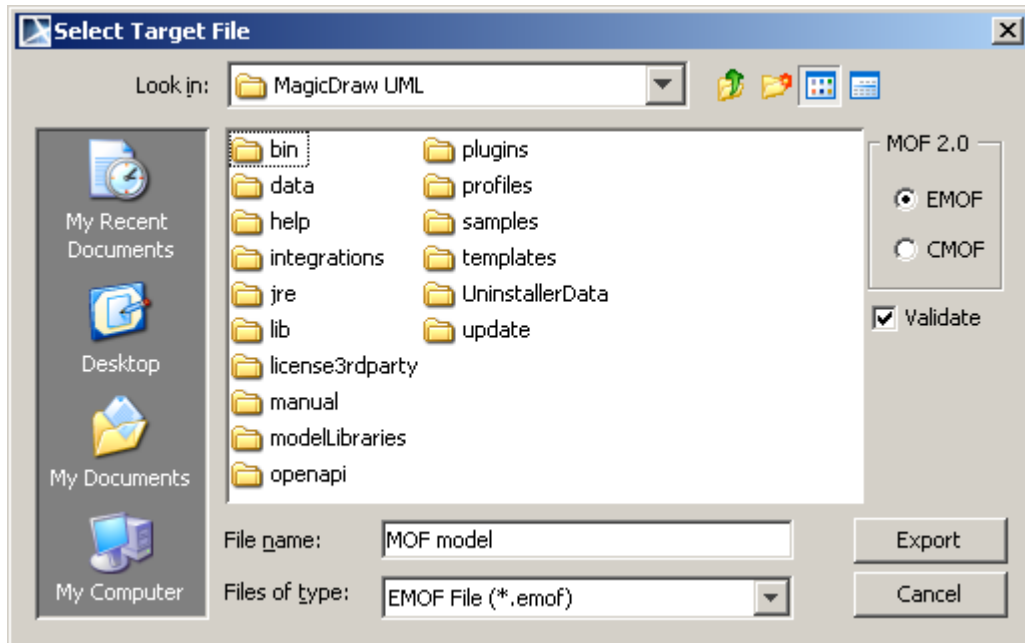 Select Target File
Look in:
MagicDraw UML
My Recent
Documents
Desktop
My Documents
My Computer
bin
data
help
integrations
jre
lib
license3rdparty
manual
modelLibraries
openapi
plugins
profiles
samples
templates
UninstallerData
update
MOF 2.0
EMOF
CMOF
Validate
File name:
MOF model
Export
Files of type:
EMOF File (*.emof)
Cancel